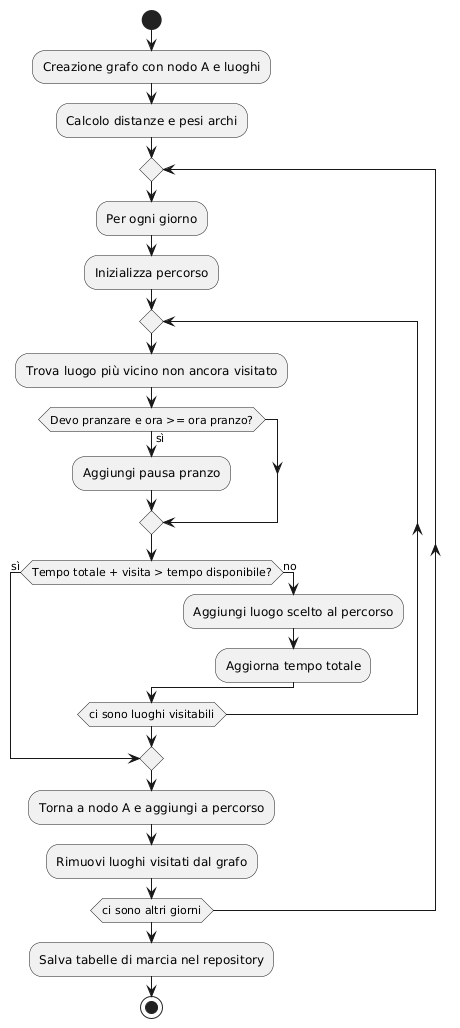 Creazione grafo con nodo A e luoghi
Calcolo distanze e pesi archi
Per ogni giorno
Inizializza percorso
Trova luogo più vicino non ancora visitato
Devo pranzare e ora >= ora pranzo?
sì
Aggiungi pausa pranzo
sì
Tempo totale + visita > tempo disponibile?
no
Aggiungi luogo scelto al percorso
Aggiorna tempo totale
ci sono luoghi visitabili
Torna a nodo A e aggiungi a percorso
Rimuovi luoghi visitati dal grafo
ci sono altri giorni
Salva tabelle di marcia nel repository